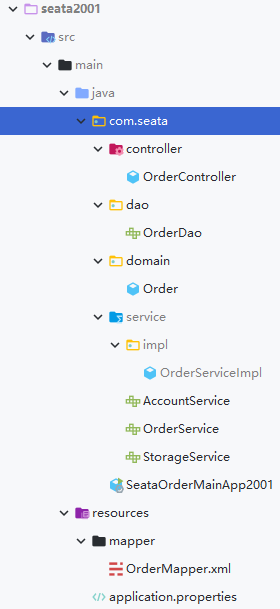 seata2001
src
main
java
com.seata
controller
OrderController
dao
OrderDao
domain
Order
service
impl
OrderServiceImpl
AccountService
OrderService
StorageService
SeataOrderMainApp2001
resources
mapper
OrderMapper.xml
application.properties